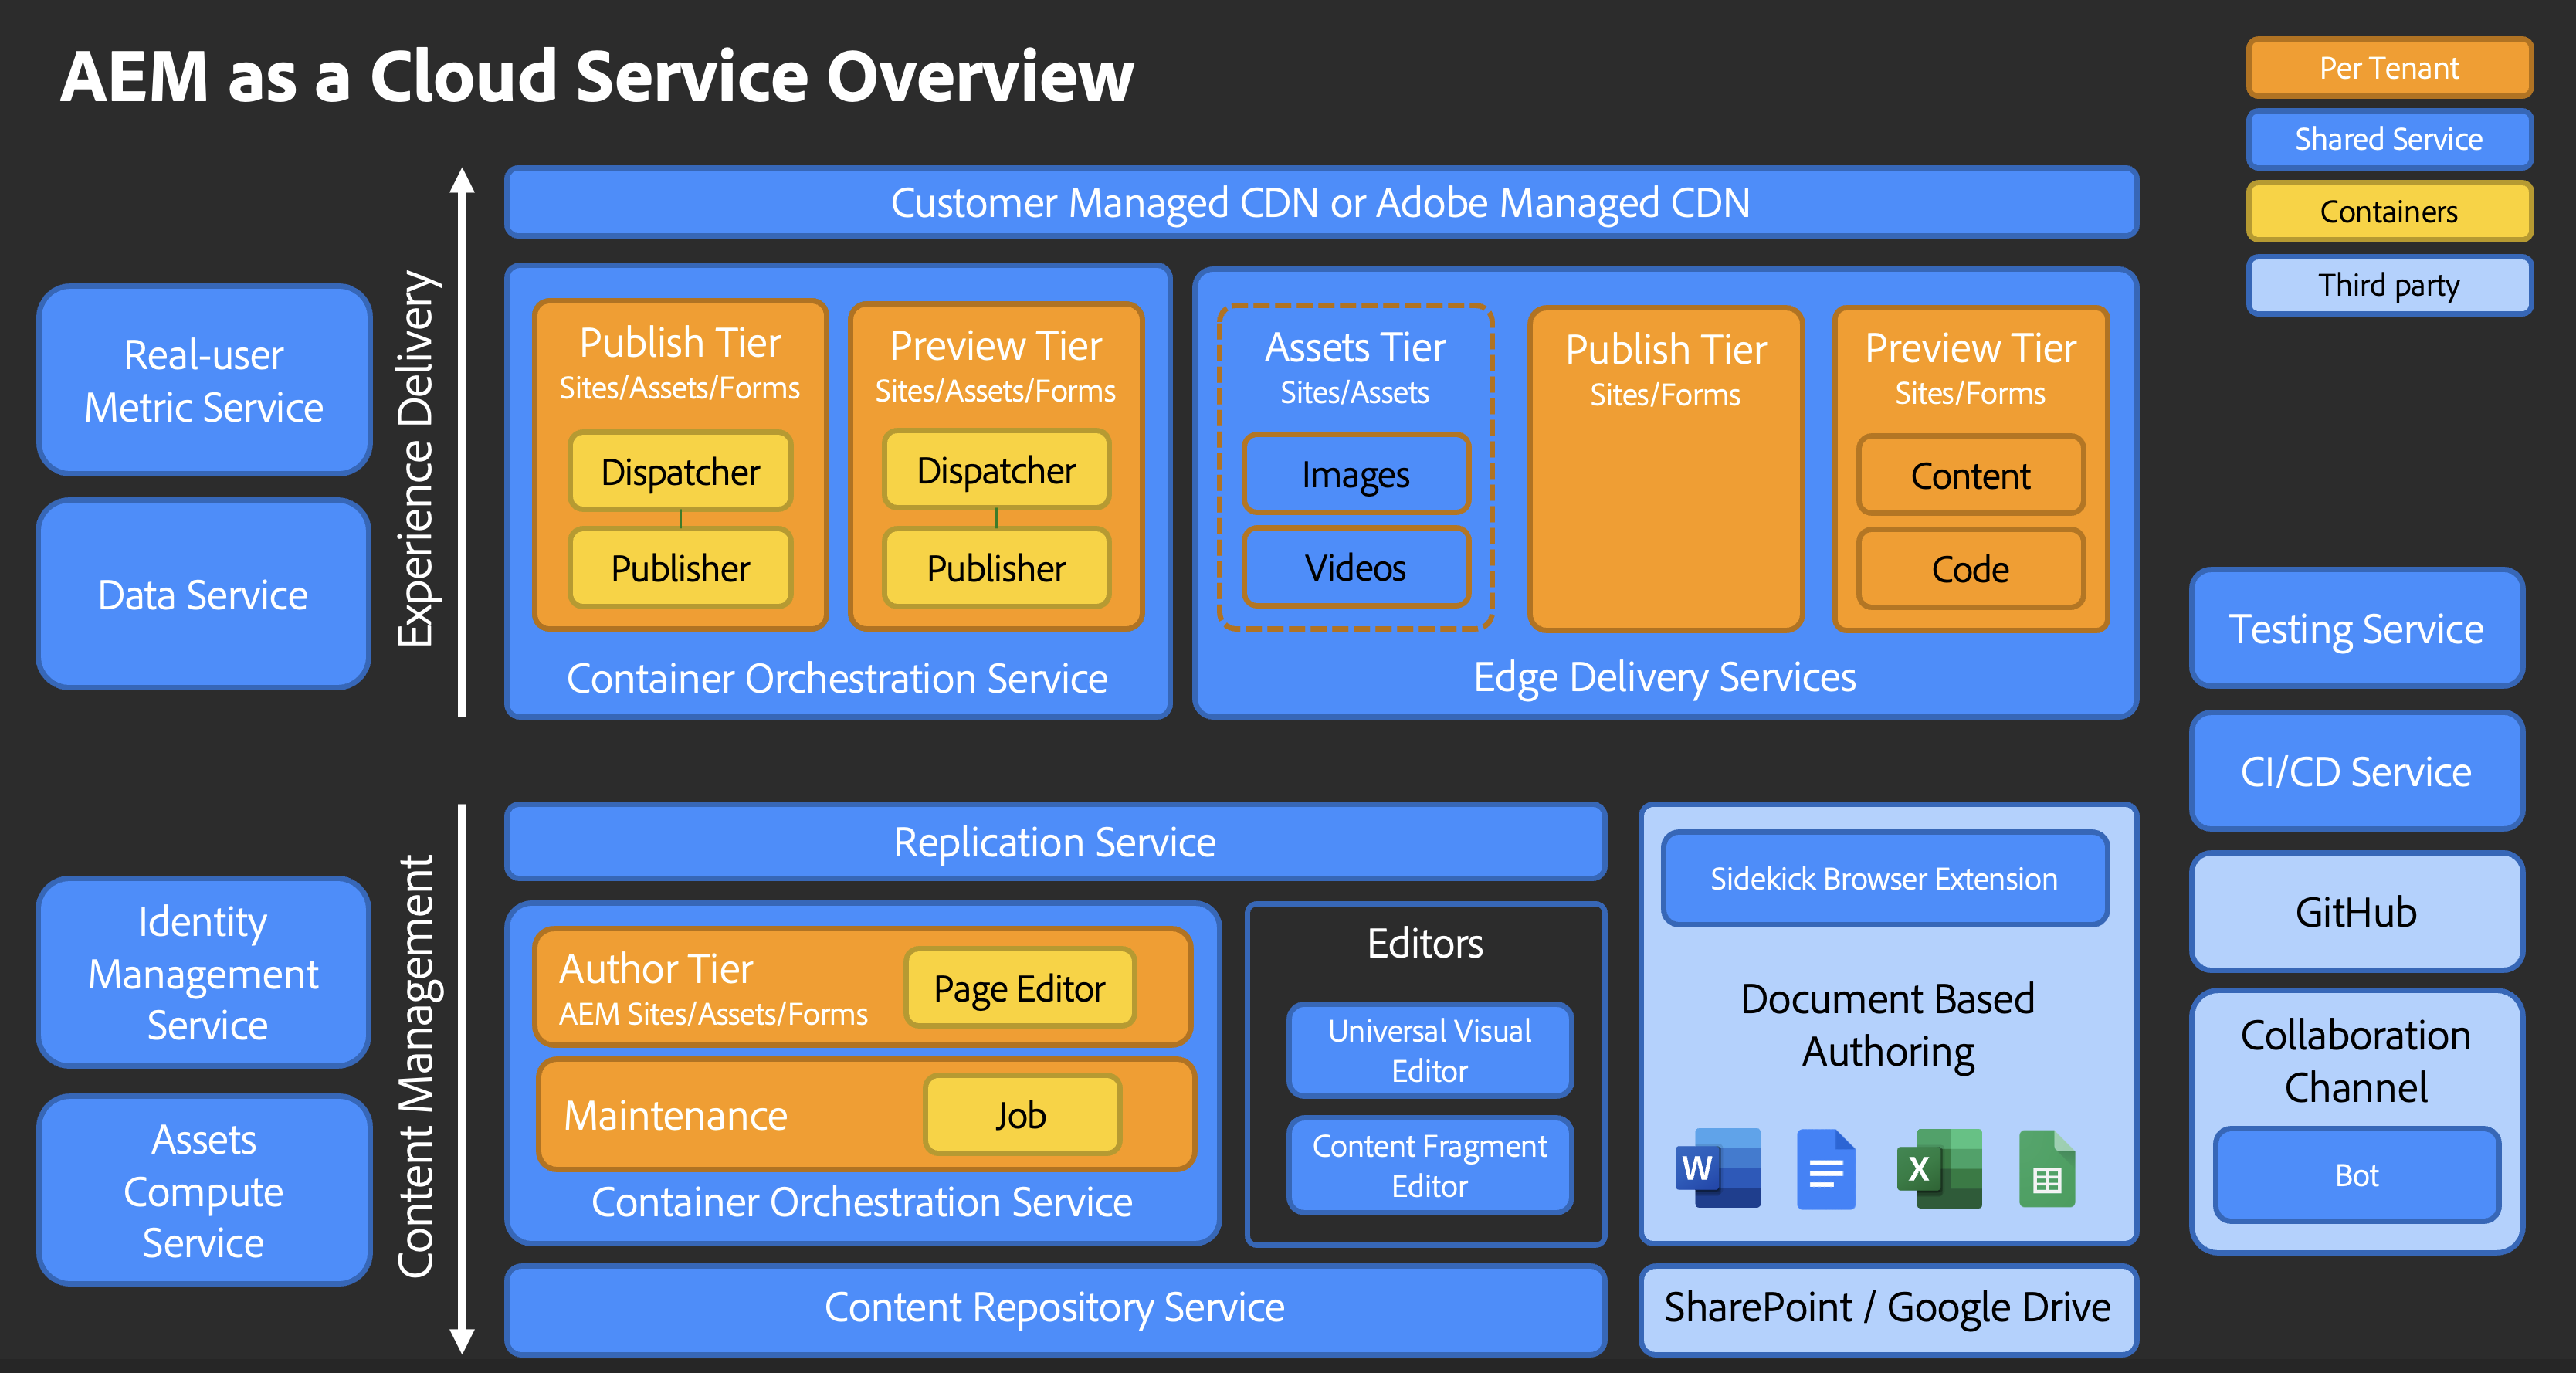 AEM as a Cloud Service Overview
Per Tenant
Shared Service
Containers
Third party
Experience Delivery
Customer Managed CDN or Adobe Managed CDN
Real-user
Metric Service
Data Service
Publish Tier
Sites/Assets/Forms
Dispatcher
Publisher
Preview Tier
Sites/Assets/Forms
Dispatcher
Publisher
Container Orchestration Service
Assets Tier
Sites/Assets
Images
Videos
Publish Tier
Sites/Forms
Preview Tier
Sites/Forms
Content
Code
Edge Delivery Services
Testing Service
CI/CD Service
GitHub
Collaboration
Channel
Bot
Content Management
Identity
Management
Service
Assets
Compute
Service
Replication Service
Author Tier
AEM Sites/Assets/Forms
Page Editor
Maintenance
Job
Container Orchestration Service
Editors
Universal Visual
Editor
Content Fragment
Editor
Content Repository Service
Sidekick Browser Extension
Document Based
Authoring
W
X
SharePoint / Google Drive